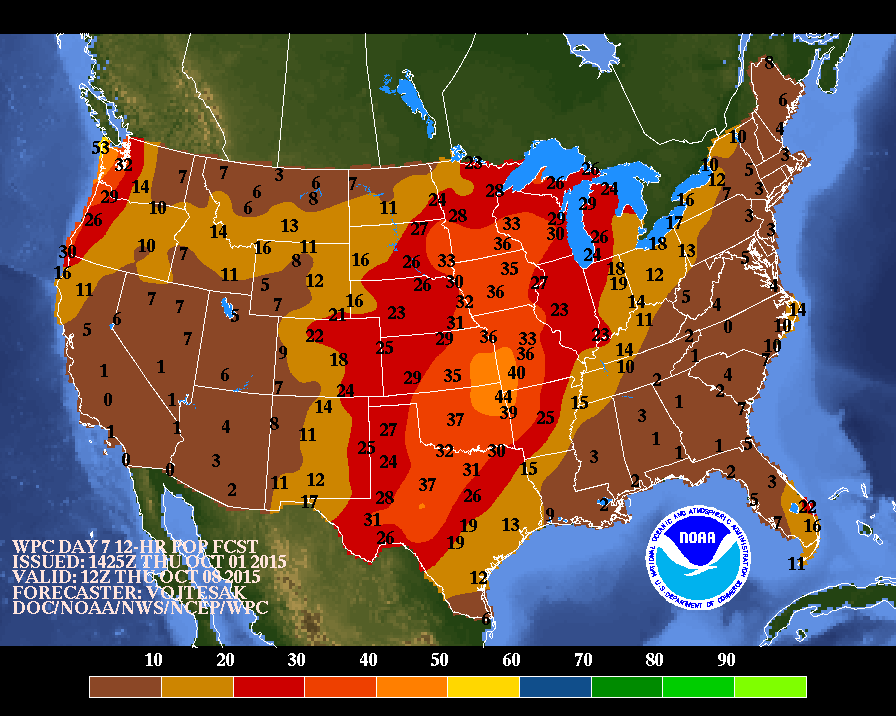 8
6
53 10 4
32 23 26 10 3
7 7 3 6 7 28 26 24 12 5
14 6 8 24 29 16 7 3
29 10 6 11 28 29 17 3
26 14 13 27 33 30 26 18 3
30 10 7 16 11 36 24 13 5
16 11 8 16 26 33 35 18 12
11 5 12 26 30 27 19 4
7 7 7 16 32 36 14 5 4 14
5 6 5 21 23 31 23 11 0 10
7 22 25 29 36 33 23 2 10
9 18 36 14 1 7
1 1 6 29 35 40 10 2 4
0 1 7 24 44 15 1 2 7
14 39 25 3
1 1 4 8 11 27 37 1 1 5
0 0 3 25 24 32 30 3 1
31 15 2
2 11 12 28 37 26 2 2 3
17 31 19 13 9 5 22
26 19 7 16
12 11
6
WPC DAY 7 12-HR POP FCST
ISSUED: 1425Z THU OCT 01 2015
VALID: 12Z THU OCT 08 2015
FORECASTER: VOJTESAK
DOC/NOAA/NWS/NCEP/WPC
NOAA
NATIONAL OCEANIC AND ATMOSPHERIC ADMINISTRATION
U.S. DEPARTMENT OF COMMERCE
10 20 30 40 50 60 70 80 90